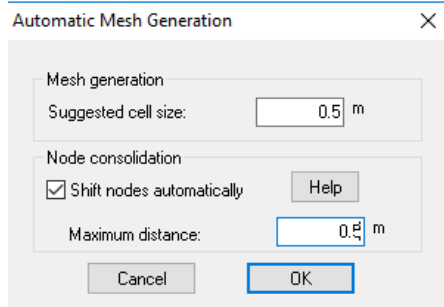 Automatic Mesh Generation
Mesh generation
Suggested cell size: 0.5 m
Node consolidation
Shift nodes automatically Help
Maximum distance: m
Cancel OK